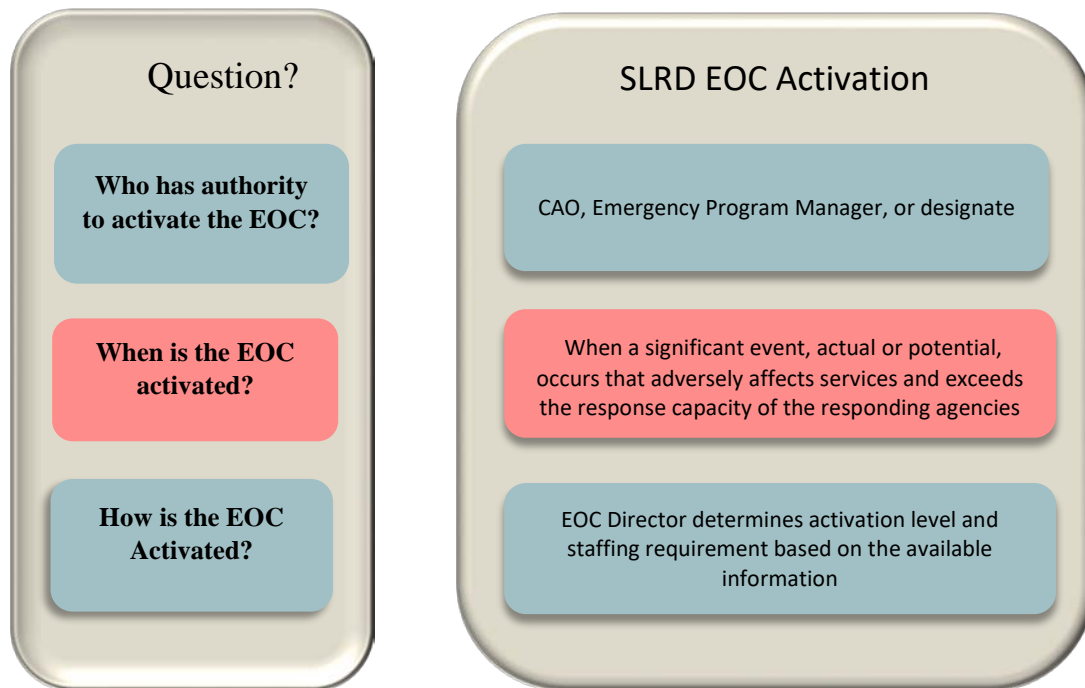 Question?
Who has authority
to activate the EOC?
When is the EOC
activated?
How is the EOC
Activated?
SLRD EOC Activation
CAO, Emergency Program Manager, or designate
When a significant event, actual or potential,
occurs that adversely affects services and exceeds
the response capacity of the responding agencies
EOC Director determines activation level and
staffing requirement based on the available
information